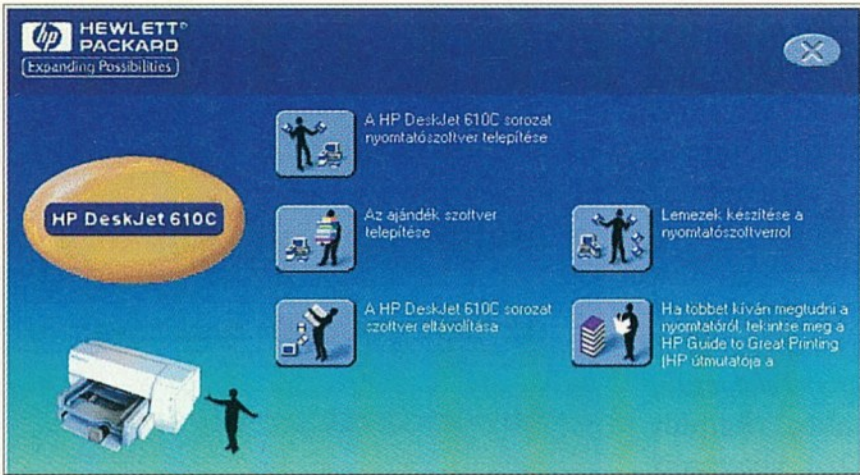 hp HEWLETT®
PACKARD
Expanding Possibilities
A HP DeskJet 610C sorozat
nyomtatószoftver telepítése
HP DeskJet 610C
Az ajándék szoftver
telepítése
Lemezek készítése a
nyomtatószoftverrol
A HP DeskJet 610C sorozat
szoftver eltávolítása
Ha többet kíván megtudni a
nyomtatóról, tekintse meg a
HP Guide to Great Printing
(HP útmutatója a